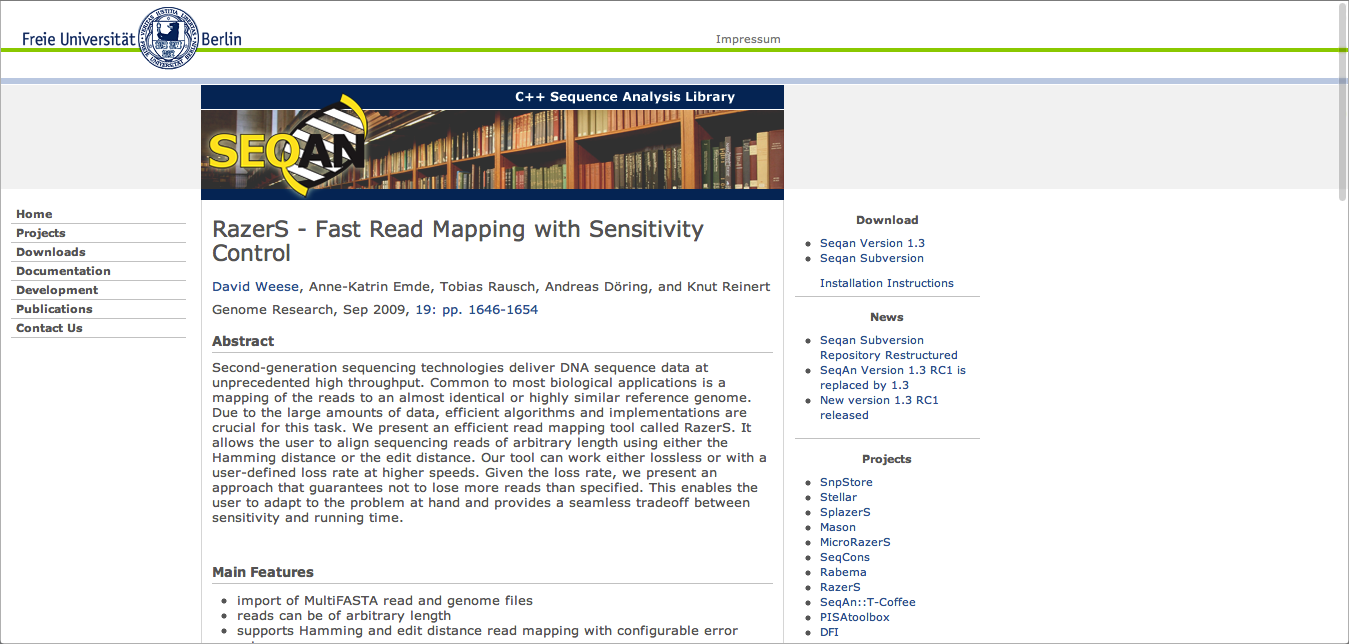 Freie Universität Berlin
Impressum
C++ Sequence Analysis Library
SEQAN
Home
Projects
Downloads
Documentation
Development
Publications
Contact Us
RazerS - Fast Read Mapping with Sensitivity
Control
David Weese, Anne-Katrin Emde, Tobias Rausch, Andreas Döring, and Knut Reinert
Genome Research, Sep 2009, 19: pp. 1646-1654
Abstract
Second-generation sequencing technologies deliver DNA sequence data at
unprecedented high throughput. Common to most biological applications is a
mapping of the reads to an almost identical or highly similar reference genome.
Due to the large amounts of data, efficient algorithms and implementations are
crucial for this task. We present an efficient read mapping tool called RazerS. It
allows the user to align sequencing reads of arbitrary length using either the
Hamming distance or the edit distance. Our tool can work either lossless or with a
user-defined loss rate at higher speeds. Given the loss rate, we present an
approach that guarantees not to lose more reads than specified. This enables the
user to adapt to the problem at hand and provides a seamless tradeoff between
sensitivity and running time.
Main Features
import of MultiFASTA read and genome files
reads can be of arbitrary length
supports Hamming and edit distance read mapping with configurable error
Download
Seqan Version 1.3
Seqan Subversion
Installation Instructions
News
Seqan Subversion
Repository Restructured
SeqAn Version 1.3 RC1 is
replaced by 1.3
New version 1.3 RC1
released
Projects
SnpStore
Stellar
SplazerS
Mason
MicroRazerS
SeqCons
Rabema
RazerS
SeqAn::T-Coffee
PISAtoolbox
DFI